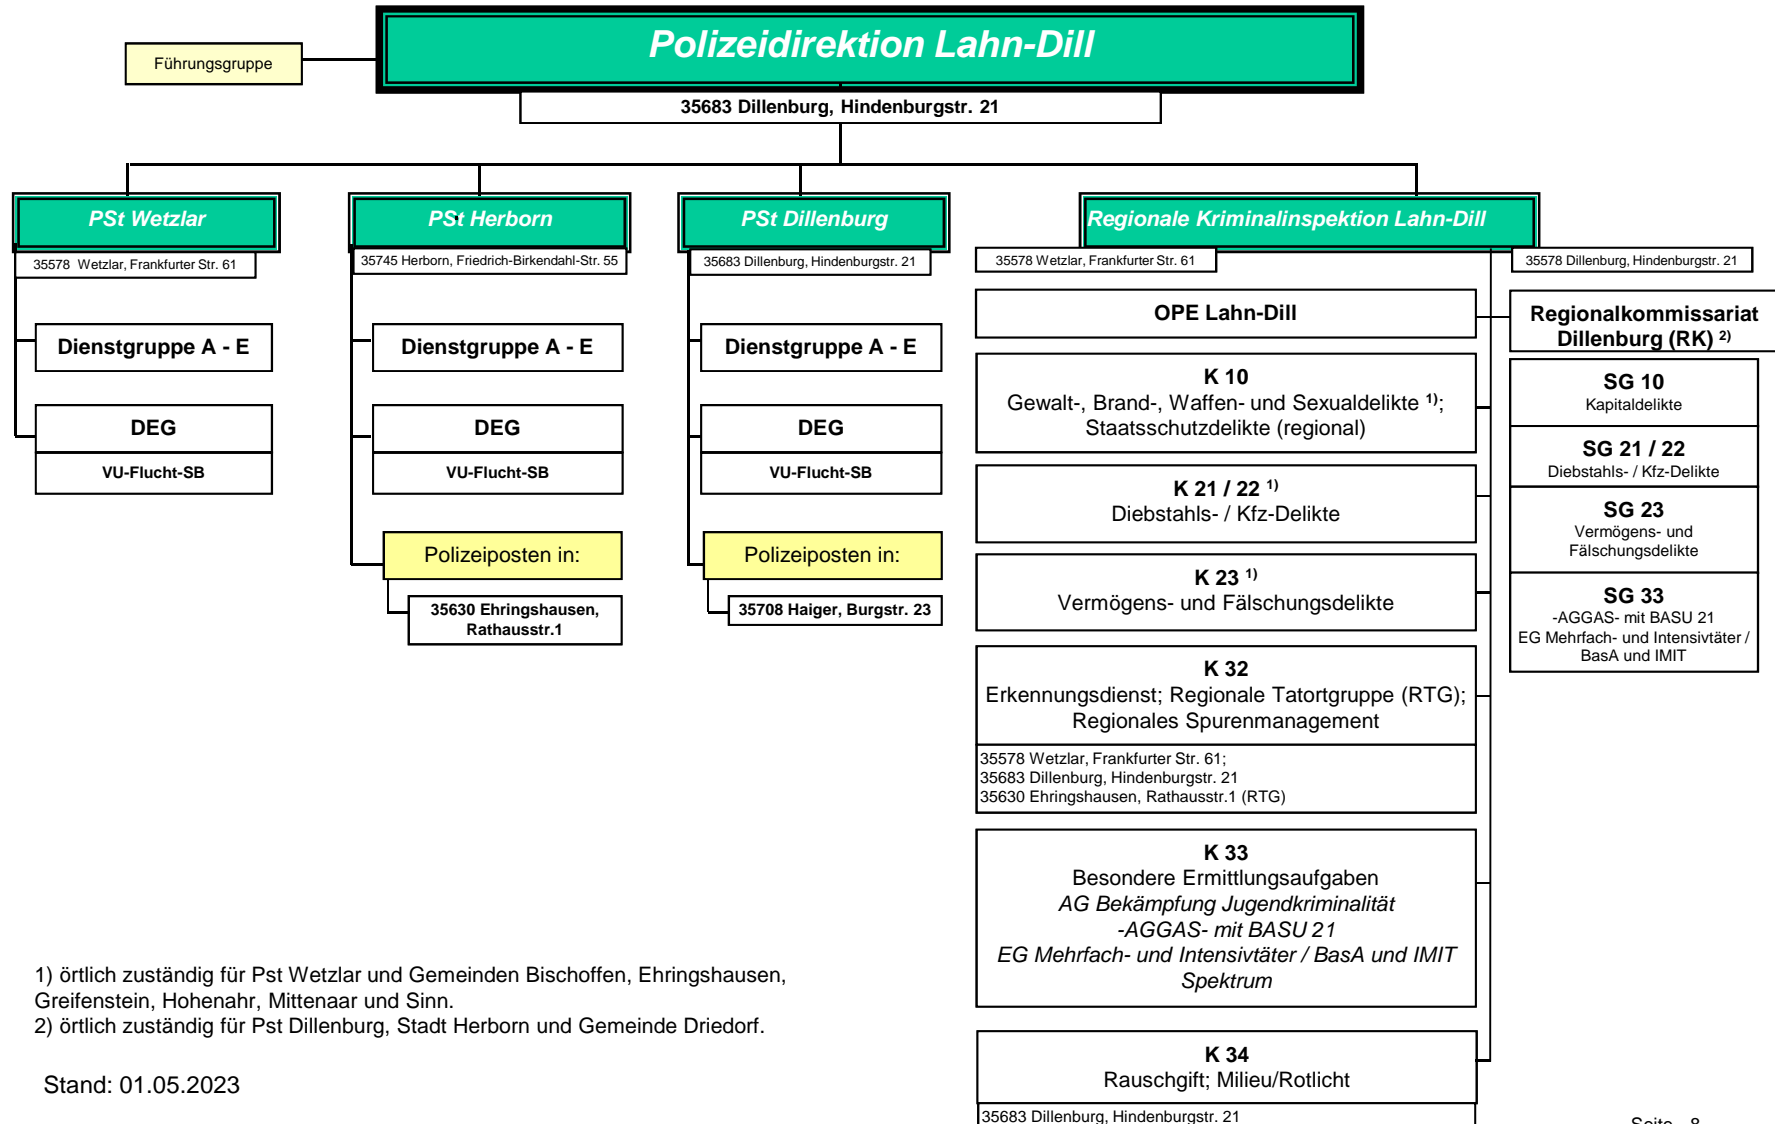 Polizeidirektion Lahn-Dill
Führungsgruppe
35683 Dillenburg, Hindenburgstr. 21
PSt Wetzlar
35578 Wetzlar, Frankfurter Str. 61
Dienstgruppe A - E
DEG
VU-Flucht-SB
PSt Herborn
35745 Herborn, Friedrich-Birkendahl-Str. 55
Dienstgruppe A - E
DEG
VU-Flucht-SB
Polizeiposten in:
35630 Ehringshausen,
Rathausstr.1
PSt Dillenburg
35683 Dillenburg, Hindenburgstr. 21
Dienstgruppe A - E
DEG
VU-Flucht-SB
Polizeiposten in:
35708 Haiger, Burgstr. 23
Regionale Kriminalinspektion Lahn-Dill
35578 Wetzlar, Frankfurter Str. 61
OPE Lahn-Dill
K 10
Gewalt-, Brand-, Waffen- und Sexualdelikte 1);
Staatsschutzdelikte (regional)
K 21 / 22 1)
Diebstahls- / Kfz-Delikte
K 23 1)
Vermögens- und Fälschungsdelikte
K 32
Erkennungsdienst; Regionale Tatortgruppe (RTG);
Regionales Spurenmanagement
35578 Wetzlar, Frankfurter Str. 61;
35683 Dillenburg, Hindenburgstr. 21
35630 Ehringshausen, Rathausstr.1 (RTG)
K 33
Besondere Ermittlungsaufgaben
AG Bekämpfung Jugendkriminalität
-AGGAS- mit BASU 21
EG Mehrfach- und Intensivtäter / BasA und IMIT
Spektrum
K 34
Rauschgift; Milieu/Rotlicht
35683 Dillenburg, Hindenburgstr. 21
35578 Dillenburg, Hindenburgstr. 21
Regionalkommissariat
Dillenburg (RK) 2)
SG 10
Kapitaldelikte
SG 21 / 22
Diebstahls- / Kfz-Delikte
SG 23
Vermögens- und
Fälschungsdelikte
SG 33
-AGGAS- mit BASU 21
EG Mehrfach- und Intensivtäter /
BasA und IMIT
1) örtlich zuständig für Pst Wetzlar und Gemeinden Bischoffen, Ehringshausen,
Greifenstein, Hohenahr, Mittenaar und Sinn.
2) örtlich zuständig für Pst Dillenburg, Stadt Herborn und Gemeinde Driedorf.
Stand: 01.05.2023
Seite - 8